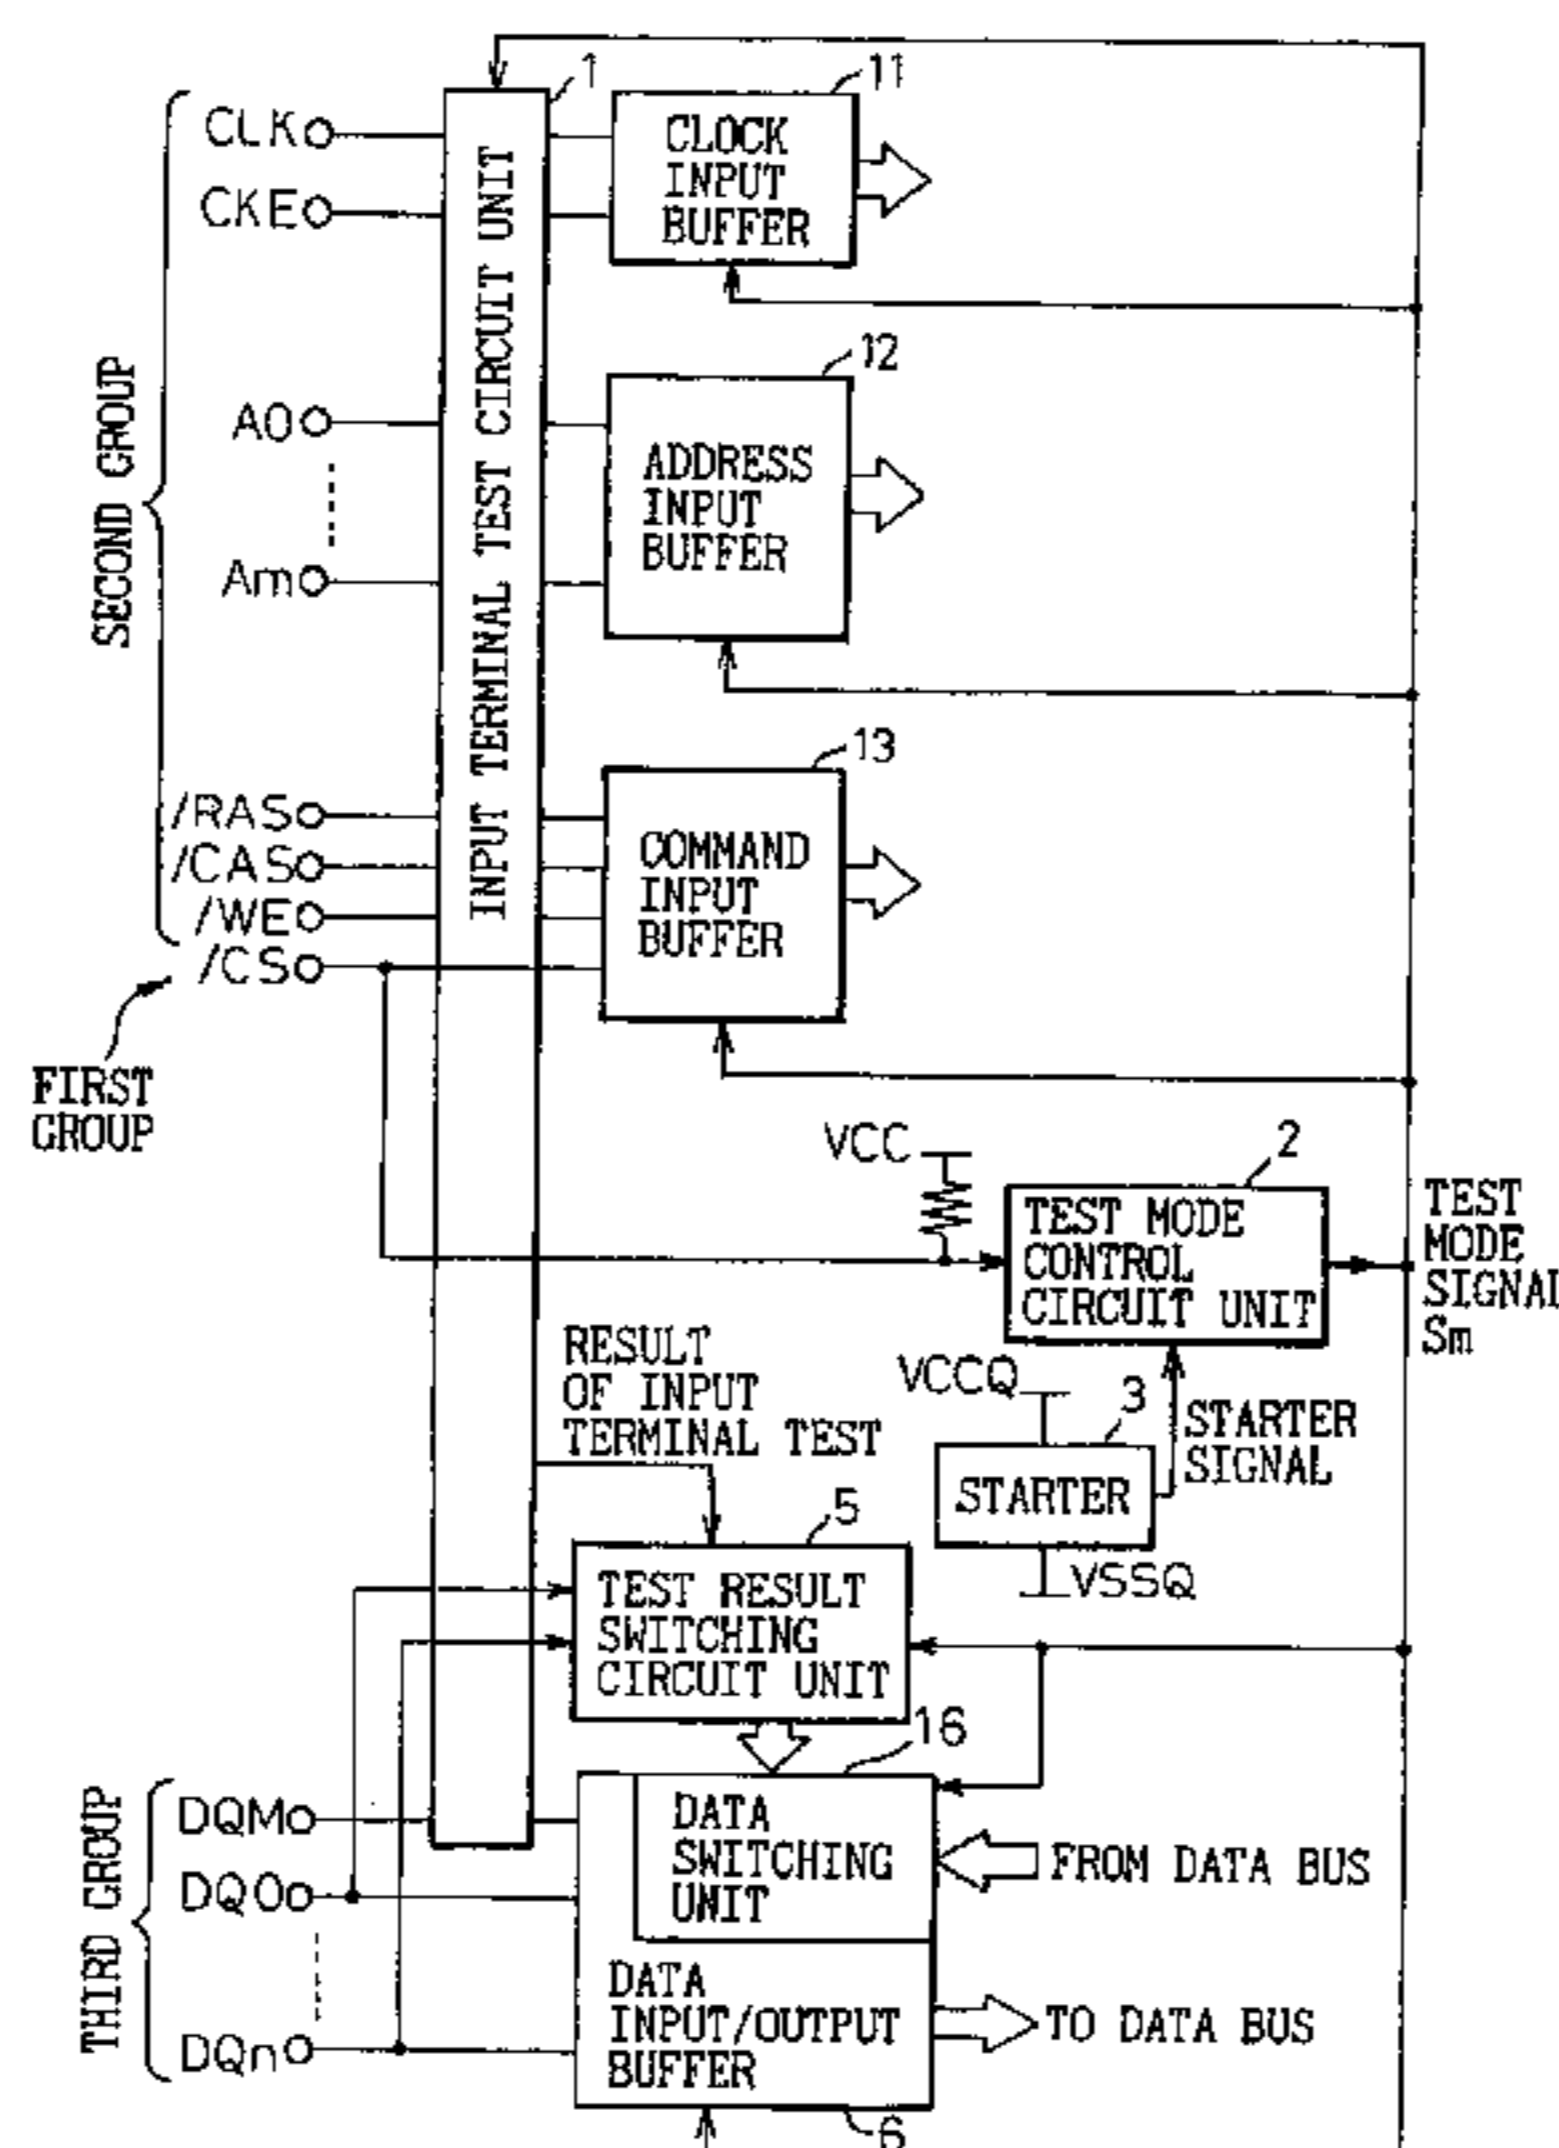 1
11
CLK
CLOCK
INPUT
BUFFER
CKE
INPUT TERMINAL TEST CIRCUIT UNIT
12
SECOND GROUP
A0
ADDRESS
INPUT
BUFFER
Am
13
/RAS
/CAS
/WE
/CS
COMMAND
INPUT
BUFFER
FIRST
GROUP
VCC
2
TEST MODE
CONTROL
CIRCUIT UNIT
TEST
MODE
SIGNAL
Sm
RESULT
OF INPUT
TERMINAL TEST
VCCQ
3
STARTER
SIGNAL
STARTER
VSSQ
5
TEST RESULT
SWITCHING
CIRCUIT UNIT
16
THIRD GROUP
DQM
DQ0
DQn
DATA
SWITCHING
UNIT
FROM DATA BUS
DATA
INPUT/OUTPUT
BUFFER
TO DATA BUS
6